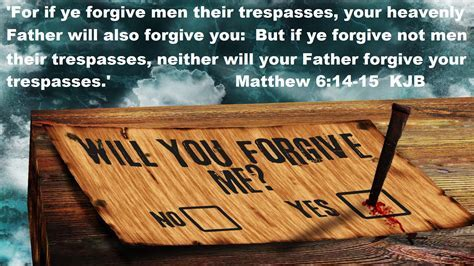 'For if ye forgive men their trespasses, your heavenly
Father will also forgive you:  But if ye forgive not men
their trespasses, neither will your Father forgive your
trespasses.'                    Matthew 6:14-15  KJB
WILL YOU FORGIVE
ME?
NO YES